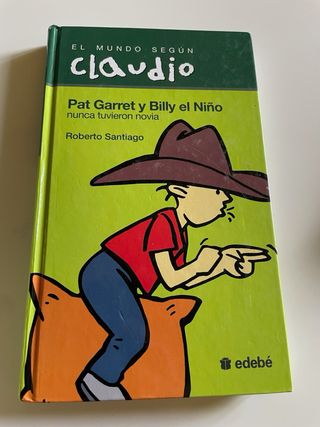 EL MUNDO SEGÚN
claudio
Pat Garret y Billy el Niño
nunca tuvieron novia
Roberto Santiago
edebé